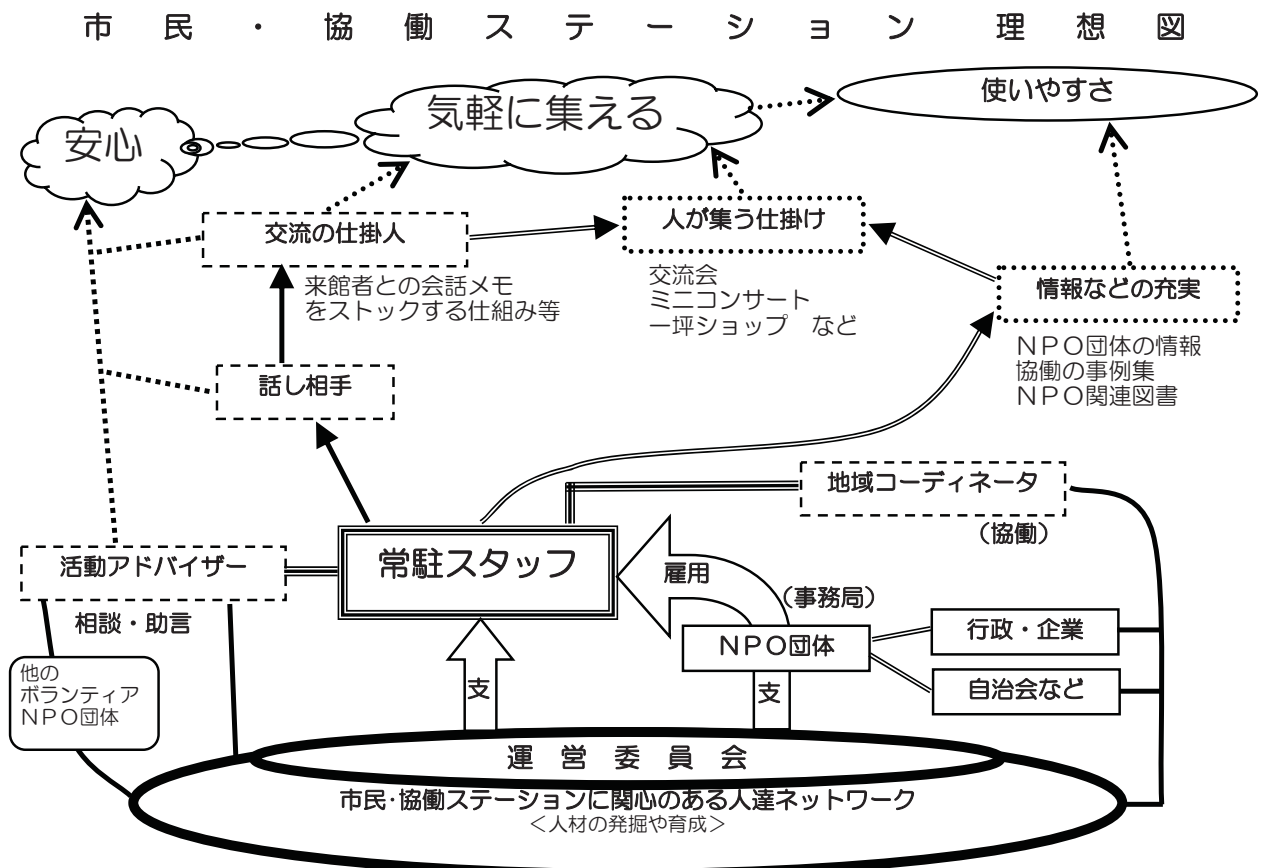 市民・協働ステーション理想図
安心
気軽に集える
使いやすさ
交流の仕掛人
来館者との会話メモ
をストックする仕組み等
人が集う仕掛け
交流会
ミニコンサート
一坪ショップ　など
情報などの充実
ＮＰＯ団体の情報
協働の事例集
ＮＰＯ関連図書
話し相手
地域コーディネータ
（協働）
常駐スタッフ
活動アドバイザー
相談・助言
雇用
（事務局）
ＮＰＯ団体
行政・企業
自治会など
他の
ボランティア
ＮＰＯ団体
支
支
運営委員会
市民・協働ステーションに関心のある人達ネットワーク
＜人材の発掘や育成＞